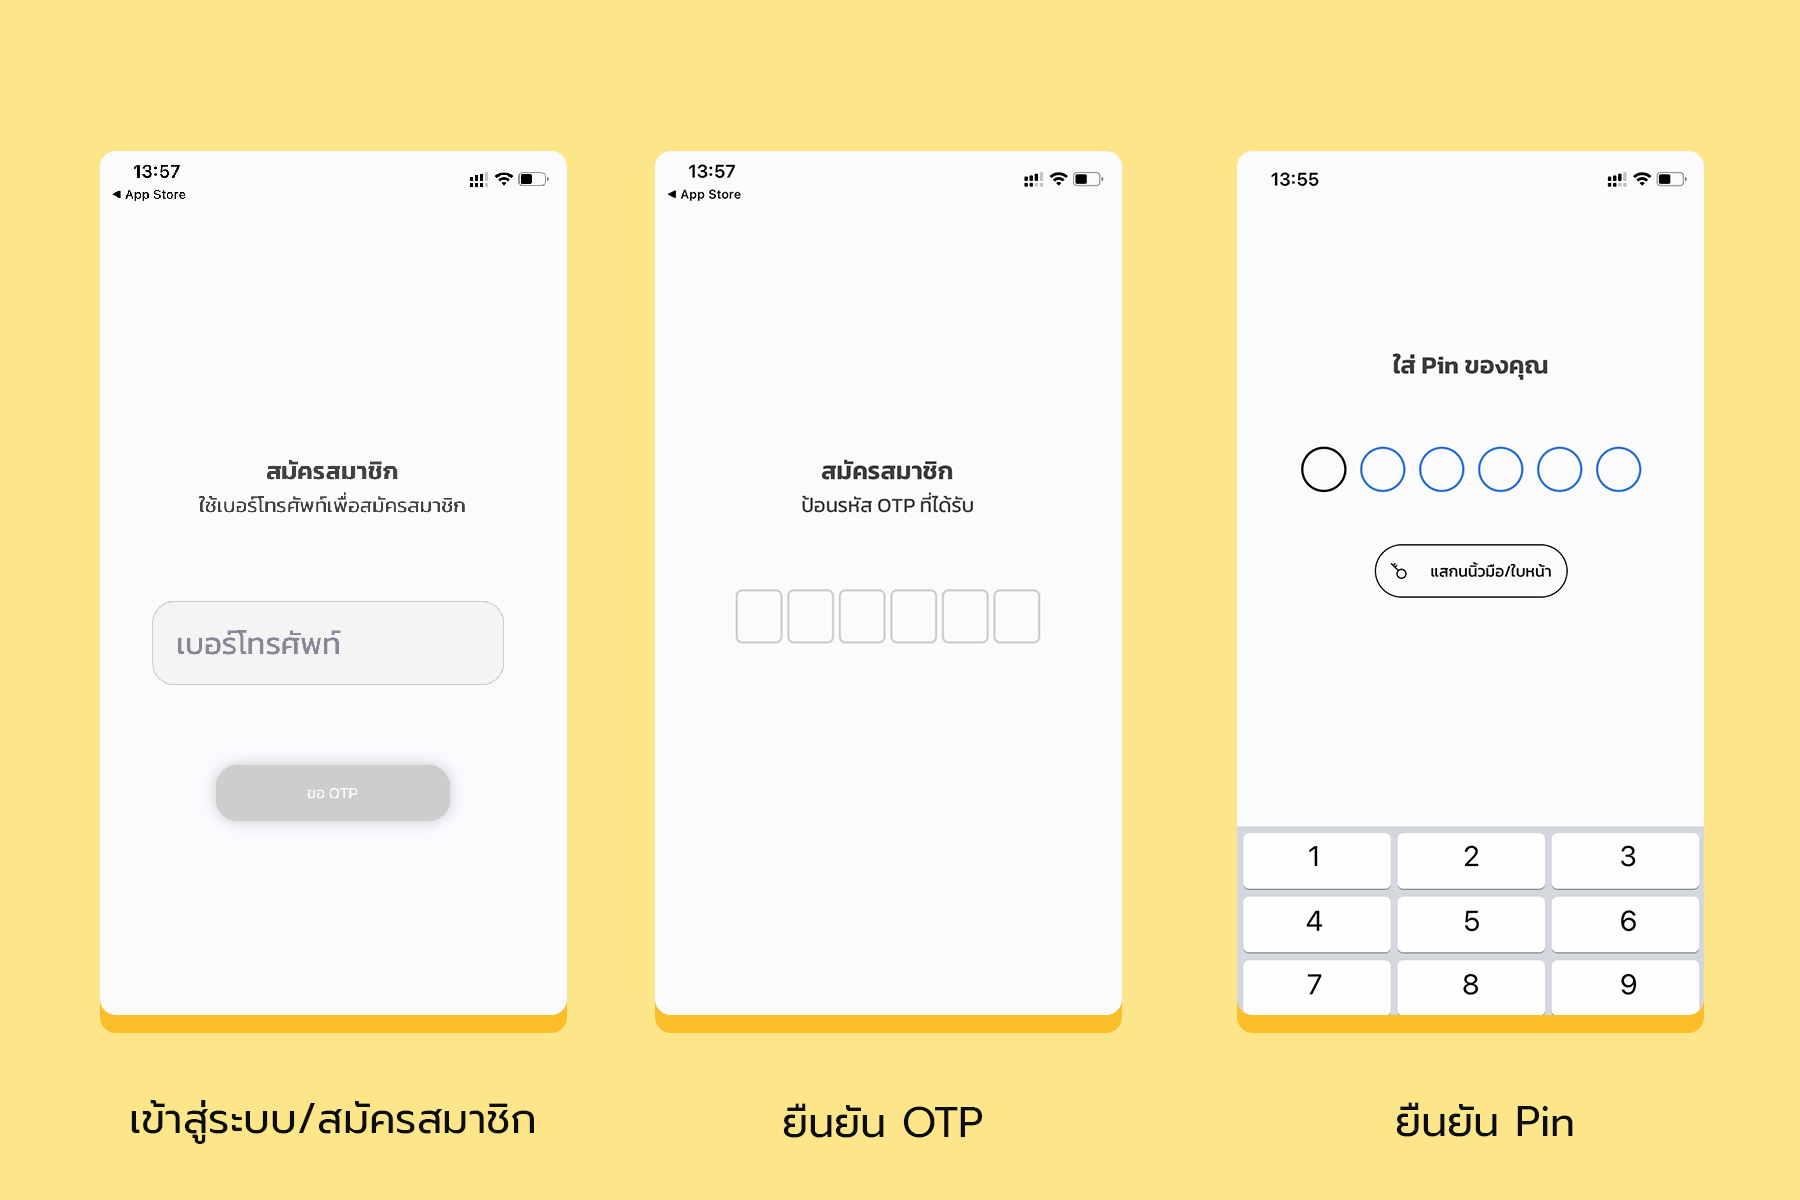 13:57
App Store
สมัครสมาชิก
ใช้เบอร์โทรศัพท์เพื่อสมัครสมาชิก
เบอร์โทรศัพท์
ขอ OTP
เข้าสู่ระบบ/สมัครสมาชิก
13:57
App Store
สมัครสมาชิก
ป้อนรหัส OTP ที่ได้รับ
ยืนยัน OTP
13:55
ใส่ Pin ของคุณ
แสกนนิ้วมือ/ใบหน้า
1 2 3
4 5 6
7 8 9
ยืนยัน Pin